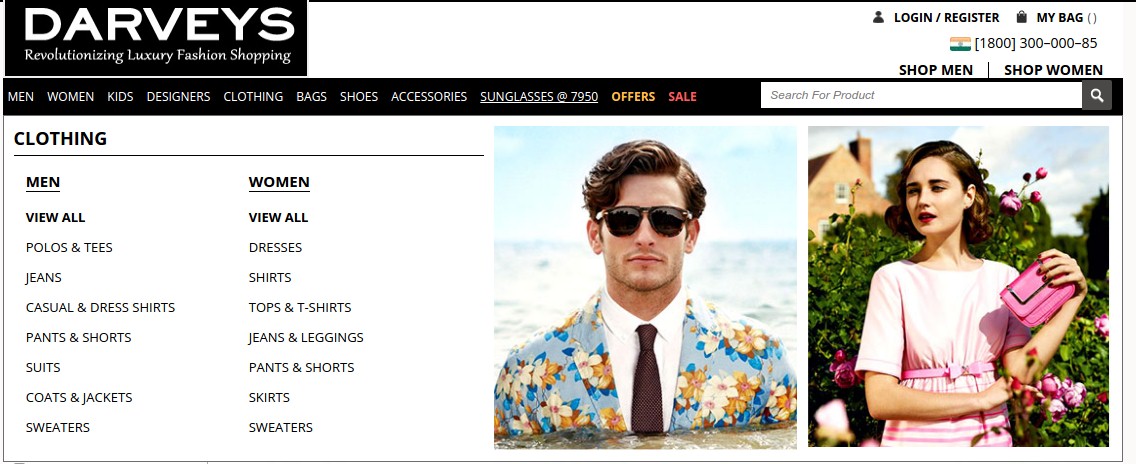 DARVEYS
Revolutionizing Luxury Fashion Shopping
LOGIN / REGISTER MY BAG ( )
[1800] 300–000–85
SHOP MEN SHOP WOMEN
MEN WOMEN KIDS DESIGNERS CLOTHING BAGS SHOES ACCESSORIES SUNGLASSES @ 7950 OFFERS SALE Search For Product
CLOTHING
MEN
VIEW ALL
POLOS & TEES
JEANS
CASUAL & DRESS SHIRTS
PANTS & SHORTS
SUITS
COATS & JACKETS
SWEATERS
WOMEN
VIEW ALL
DRESSES
SHIRTS
TOPS & T-SHIRTS
JEANS & LEGGINGS
PANTS & SHORTS
SKIRTS
SWEATERS